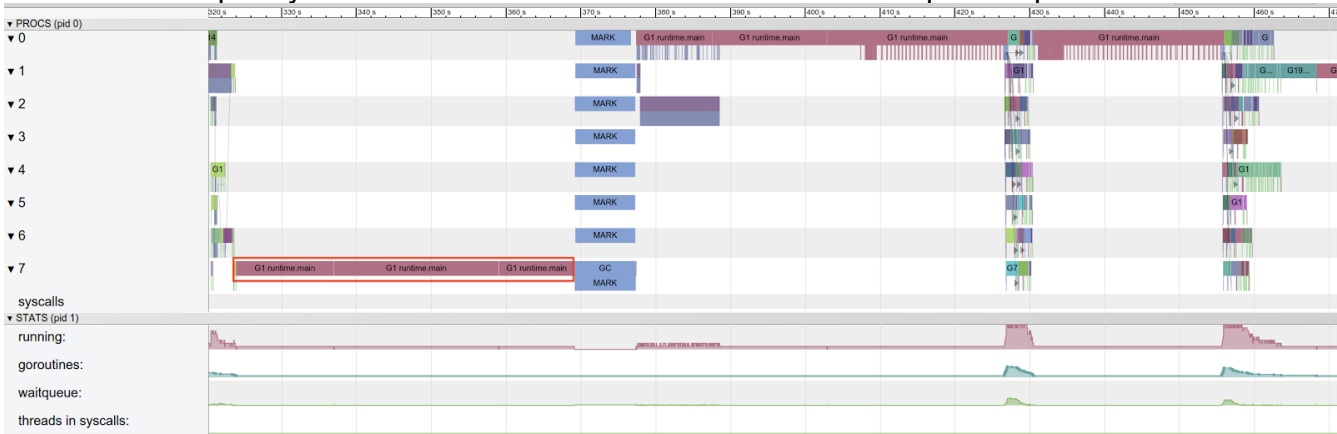 320 s 330 s 340 s 350 s 360 s 370 s 380 s 390 s 400 s 410 s 420 s 430 s 440 s 450 s 460 s 47
▾ PROCS (pid 0)
▾ 0 MARK G1 runtime.main G1 runtime.main G1 runtime.main G G1 runtime.main G
▾ 1 MARK G1 G... G19... G
▾ 2 MARK
▾ 3 MARK
▾ 4 G1 MARK G1
▾ 5 MARK G1
▾ 6 MARK
▾ 7 G1 runtime.main G1 runtime.main G1 runtime.main GC G7
MARK
syscalls
▾ STATS (pid 1)
running:
goroutines:
waitqueue:
threads in syscalls: